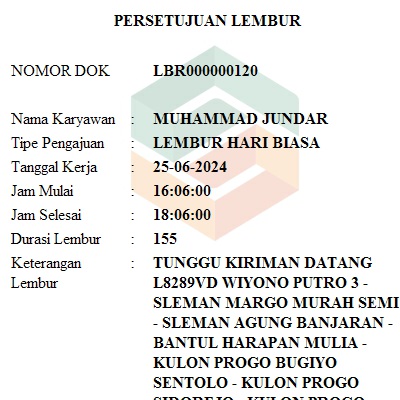 PERSETUJUAN LEMBUR
NOMOR DOK LBR000000120
Nama Karyawan : MUHAMMAD JUNDAR
Tipe Pengajuan : LEMBUR HARI BIASA
Tanggal Kerja : 25-06-2024
Jam Mulai : 16:06:00
Jam Selesai : 18:06:00
Durasi Lembur : 155
Keterangan : TUNGGU KIRIMAN DATANG
Lembur L8289VD WIYONO PUTRO 3 -
SLEMAN MARGO MURAH SEMI
- SLEMAN AGUNG BANJARAN -
BANTUL HARAPAN MULIA -
KULON PROGO BUGIYO
SENTOLO - KULON PROGO
SIDOREJO - KULON PROGO